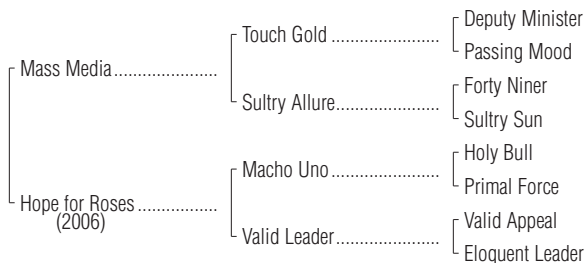 Deputy Minister
Touch Gold ......................
Passing Mood
Mass Media.....................
Forty Niner
Sultry Allure.....................
Sultry Sun
Holy Bull
Macho Uno ......................
Primal Force
Hope for Roses ................
(2006)
Valid Appeal
Valid Leader.....................
Eloquent Leader